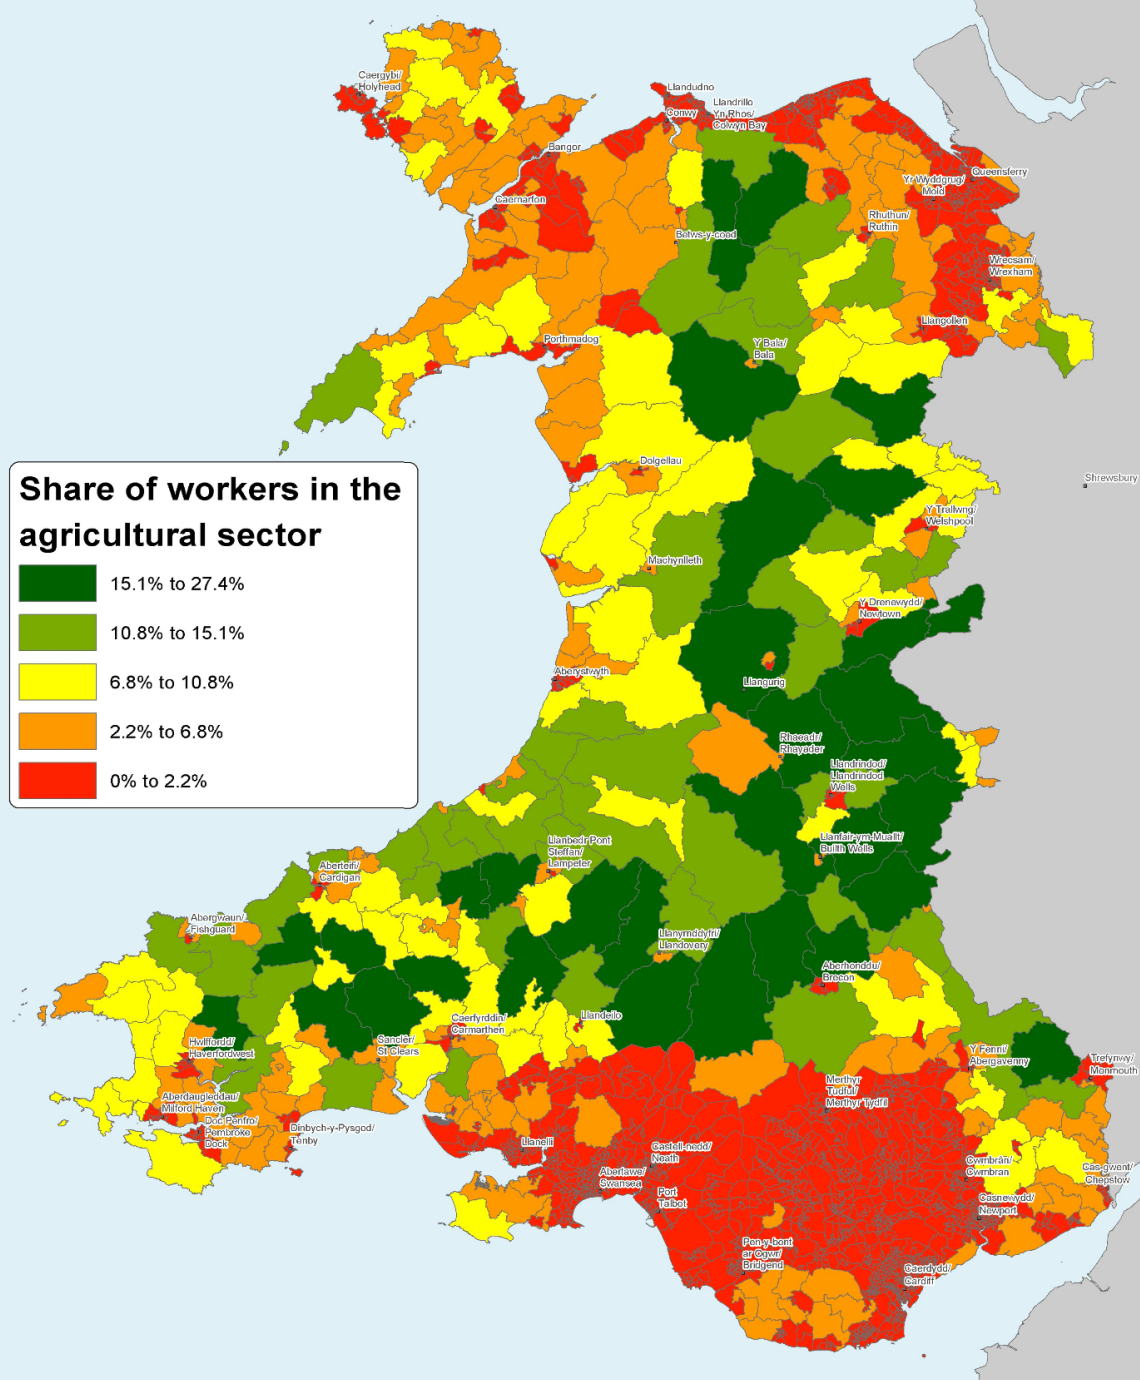 Caergybi/
Holyhead
Llandudno
Conwy
Llandrillo
Yn Rhos/
Colwyn Bay
Bangor
Caernarfon
Betws-y-coed
Yr Wyddgrug/
Mold
Queensferry
Rhuthun/
Ruthin
Wrecsam/
Wrexham
Llangollen
Porthmadog
Y Bala/
Bala
Dolgellau
Shrewsbury
Share of workers in the
agricultural sector
15.1% to 27.4%
10.8% to 15.1%
6.8% to 10.8%
2.2% to 6.8%
0% to 2.2%
Y Trallwng/
Welshpool
Machynlleth
Y Drenewydd/
Newtown
Aberystwyth
Llangurig
Rhaeadr/
Rhayader
Llandrindod/
Llandrindod
Wells
Llanfair-ym-Muallt/
Builth Wells
Llanbedr Pont
Steffan/
Lampeter
Aberteifi/
Cardigan
Abergwaun/
Fishguard
Llanymddyfri/
Llandovery
Aberhonddu/
Brecon
Caerfyrddin/
Carmarthen
Llandeilo
Hwlffordd/
Haverfordwest
Sanclêr/
St Clears
Y Fenni/
Abergavenny
Trefynwy/
Monmouth
Merthyr
Tudful/
Merthyr Tydfil
Aberdaugleddau/
Milford Haven
Doc Penfro/
Pembroke
Dock
Dinbych-y-Pysgod/
Tenby
Llanelli
Castell-nedd/
Neath
Abertawe/
Swansea
Port
Talbot
Cwmbrân/
Cwmbran
Cas-gwent/
Chepstow
Casnewydd/
Newport
Pen-y-bont
ar Ogwr/
Bridgend
Caerdydd/
Cardiff